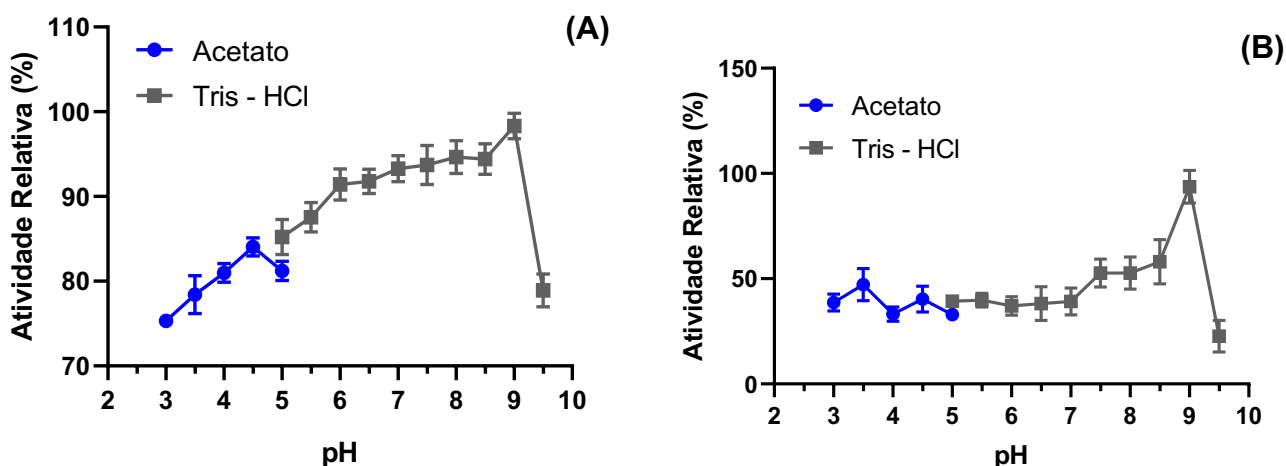 (A)
Atividade Relativa (%)
110
100
90
80
70
Acetato
Tris - HCl
2 3 4 5 6 7 8 9 10
pH
(B)
Atividade Relativa (%)
150
100
50
0
Acetato
Tris - HCl
2 3 4 5 6 7 8 9 10
pH